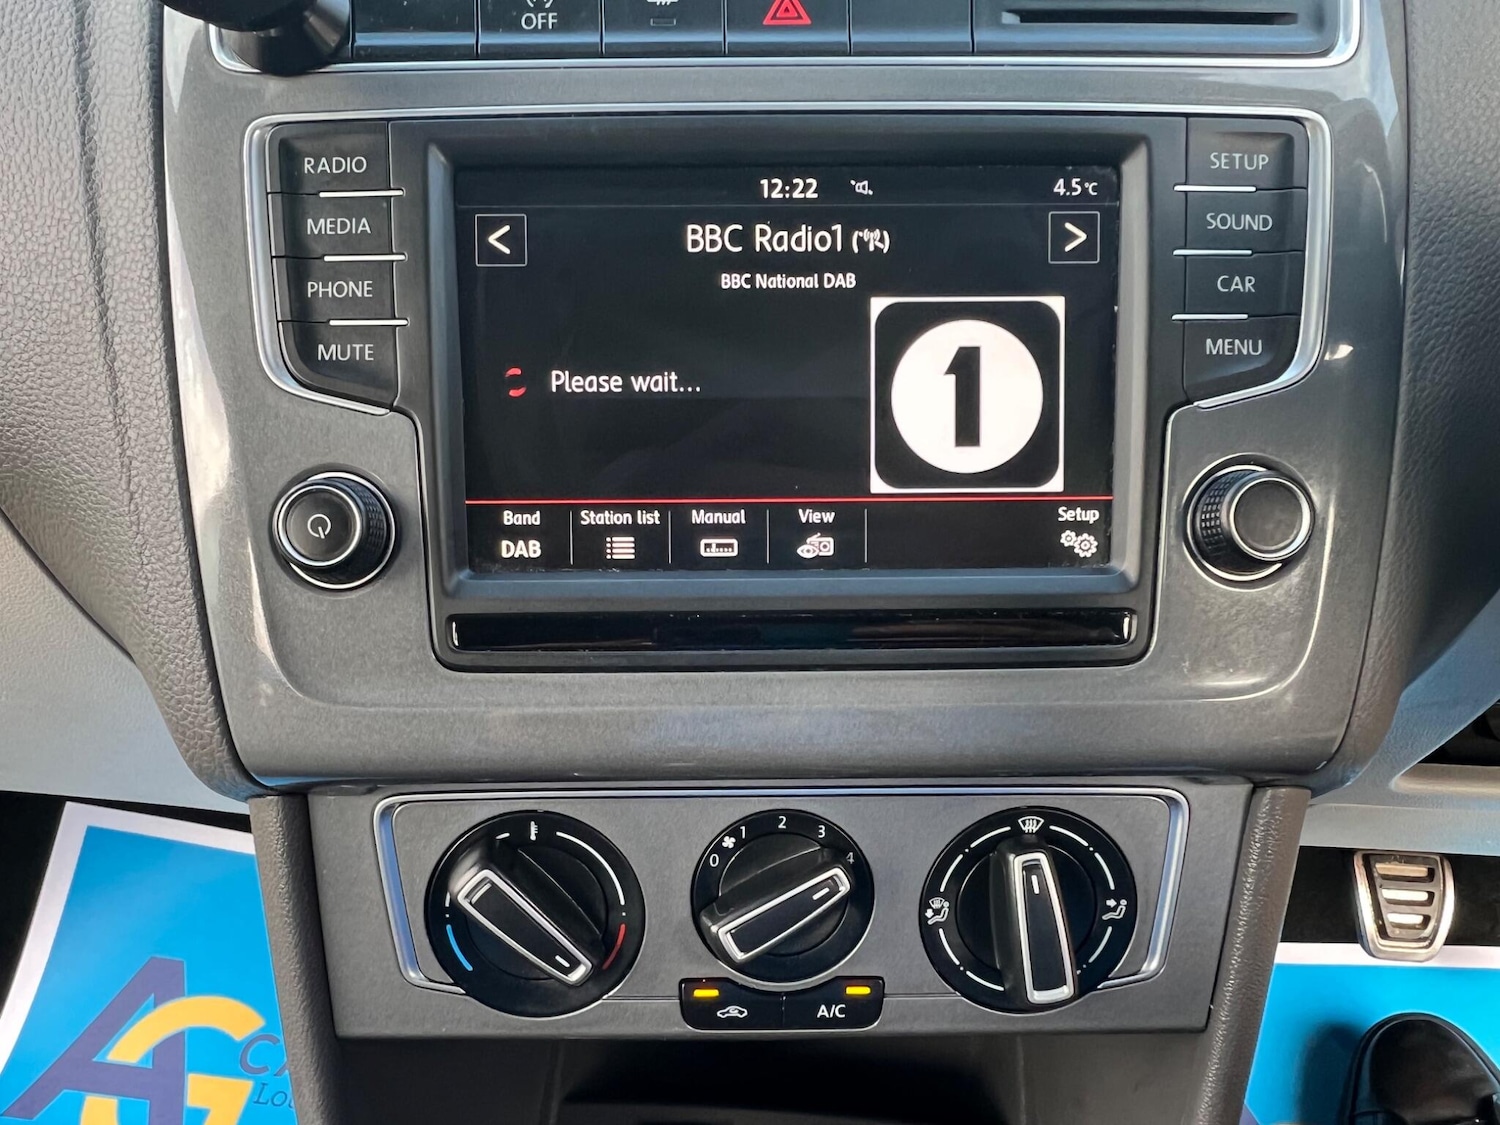 OFF
RADIO
MEDIA
PHONE
MUTE
12:22
4.5°C
<
BBC Radio1
>
BBC National DAB
Please wait...
1
Band
DAB
Station list
Manual
View
Setup
SETUP
SOUND
CAR
MENU
0 1 2 3 4
A/C
AG